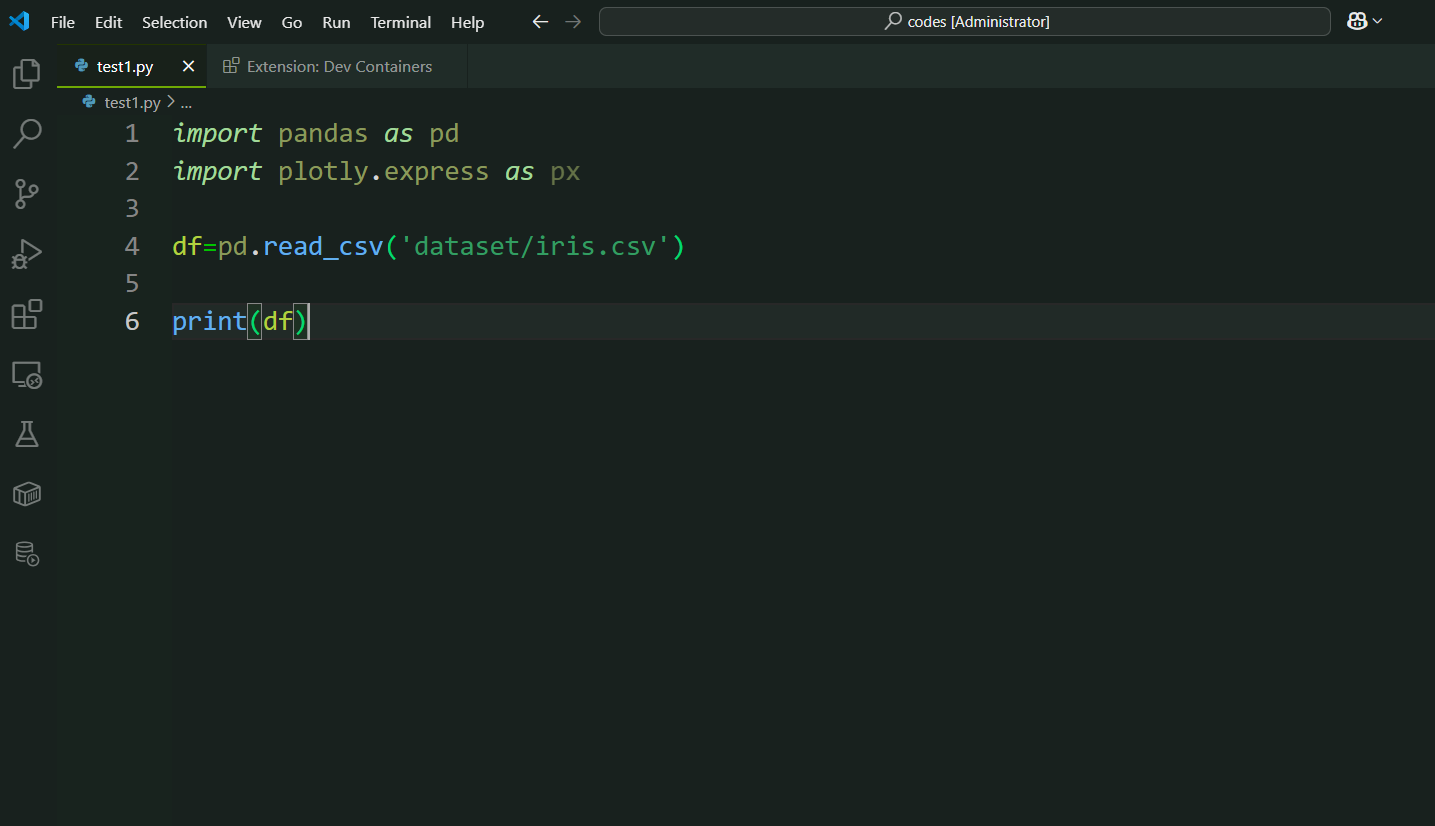 File Edit Selection View Go Run Terminal Help codes [Administrator]
test1.py Extension: Dev Containers
test1.py > ...
1 import pandas as pd
2 import plotly.express as px
3
4 df=pd.read_csv('dataset/iris.csv')
5
6 print(df)